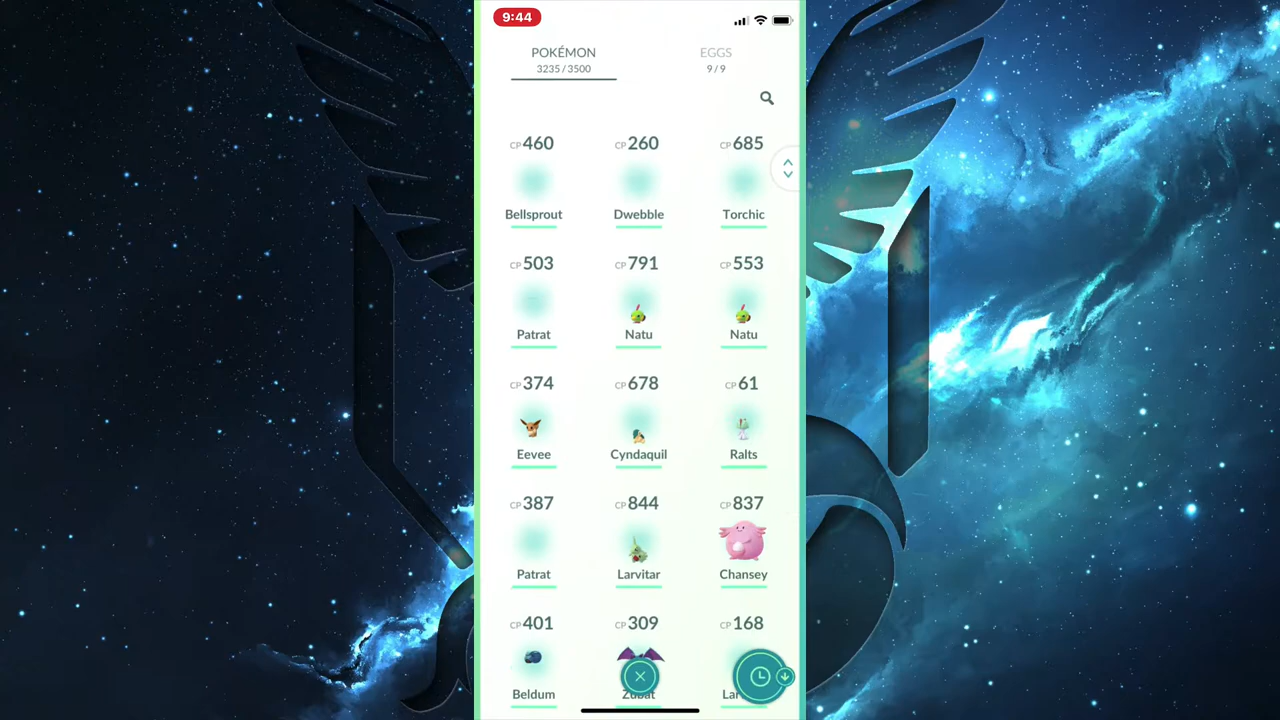 9:44
POKÉMON EGGS
3235 / 3500 9 / 9
CP460 CP260 CP685
Bellsprout Dwebble Torchic
CP503 CP791 CP553
Patrat Natu Natu
CP374 CP678 CP61
Eevee Cyndaquil Ralts
CP387 CP844 CP837
Patrat Larvitar Chansey
CP401 CP309 CP168
Beldum Zubat